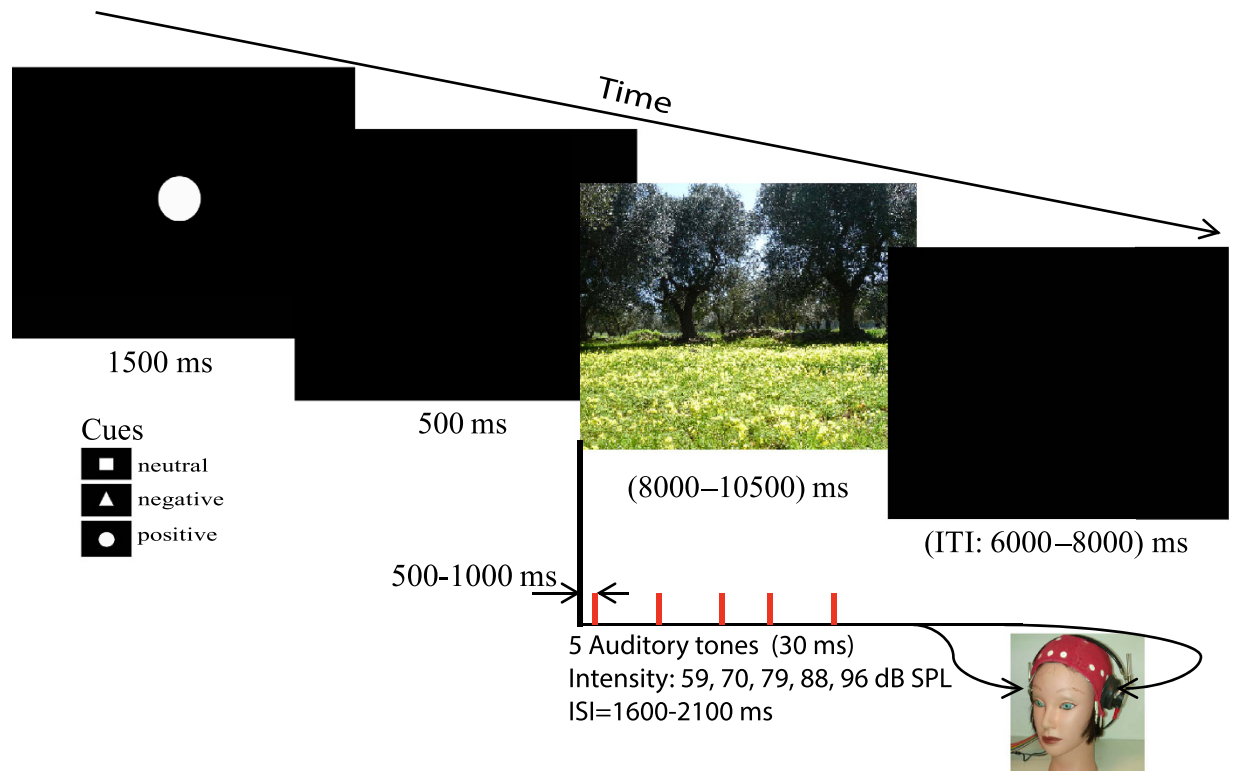 Time
1500 ms
500 ms
(8000–10500) ms
(ITI: 6000–8000) ms
Cues
neutral
negative
positive
500-1000 ms
5 Auditory tones (30 ms)
Intensity: 59, 70, 79, 88, 96 dB SPL
ISI=1600-2100 ms